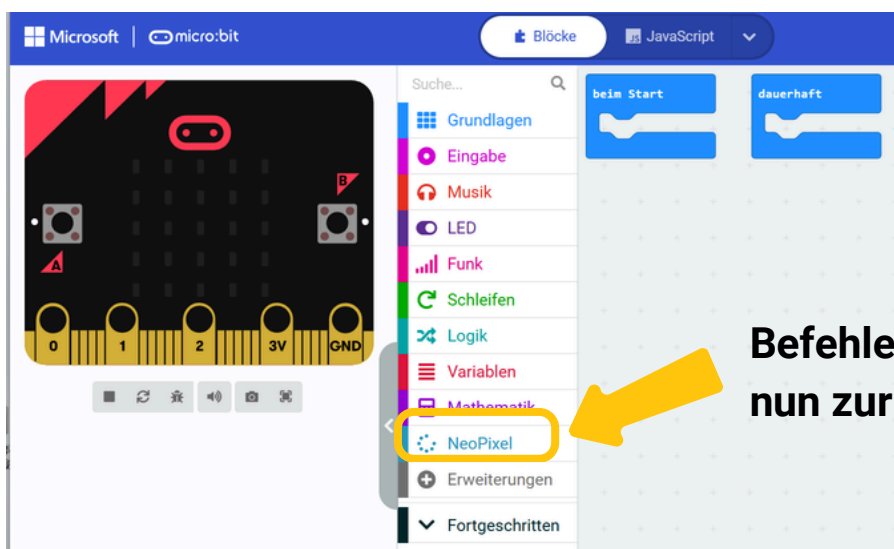 Microsoft micro:bit Blöcke JavaScript
Suche...
Grundlagen
Eingabe
Musik
LED
Funk
Schleifen
Logik
Variablen
Mathematik
NeoPixel
Erweiterungen
Fortgeschritten
beim Start
dauerhaft
B
A
0 1 2 3V GND
Befehle
nun zur